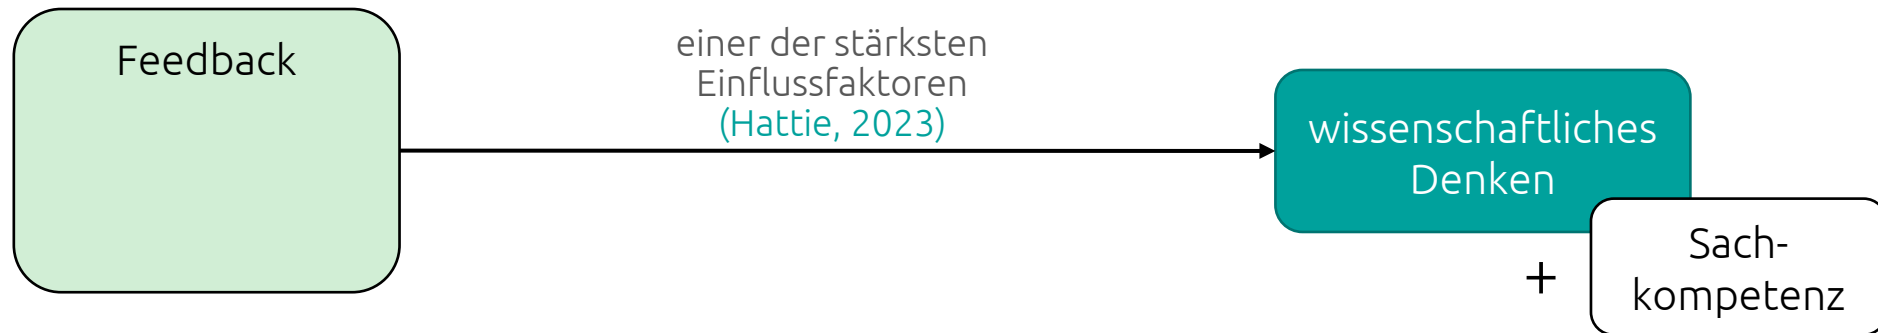 Feedback
einer der stärksten
Einflussfaktoren
(Hattie, 2023)
wissenschaftliches
Denken
+
Sach-
kompetenz